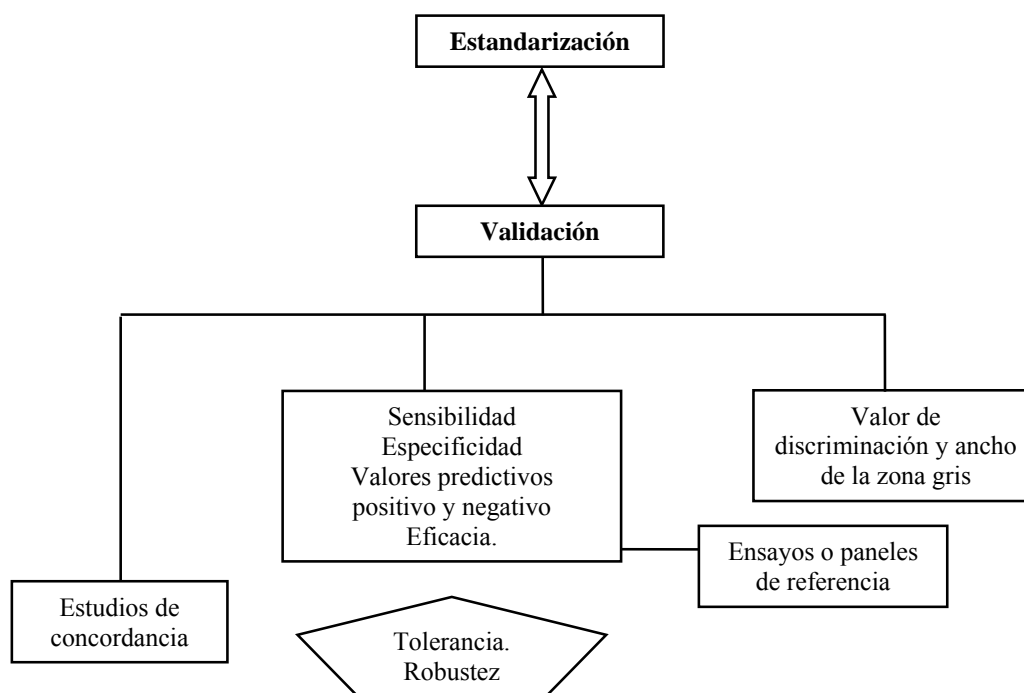 Estandarización
Validación
Sensibilidad
Especificidad
Valores predictivos
positivo y negativo
Eficacia.
Valor de
discriminación y ancho
de la zona gris
Ensayos o paneles
de referencia
Estudios de
concordancia
Tolerancia.
Robustez